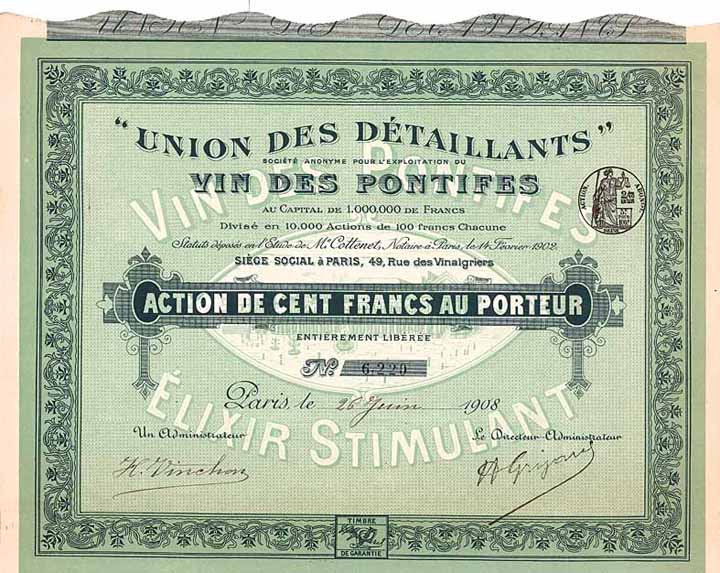 "UNION DES DÉTAILLANTS"
SOCIÉTÉ ANONYME POUR L'EXPLOITATION DU
VIN DES PONTIFES
AU CAPITAL DE 1.000.000 DE FRANCS
Divisé en 10.000 Actions de 100 francs Chacune
Statuts déposés en l'Etude de Me Cottenet, Notaire à Paris, le 14 Février 1902
SIÈGE SOCIAL à PARIS, 49, Rue des Vinaigriers
ACTION DE CENT FRANCS AU PORTEUR
ENTIÈREMENT LIBÉRÉE
No 6.220
Paris, le 26 Juin 1908
Un Administrateur
Le Directeur-Administrateur
VIN DES PONTIFES
ÉLIXIR STIMULANT
ACTION
ABONNEMT
TIMBRE
DE GARANTIE